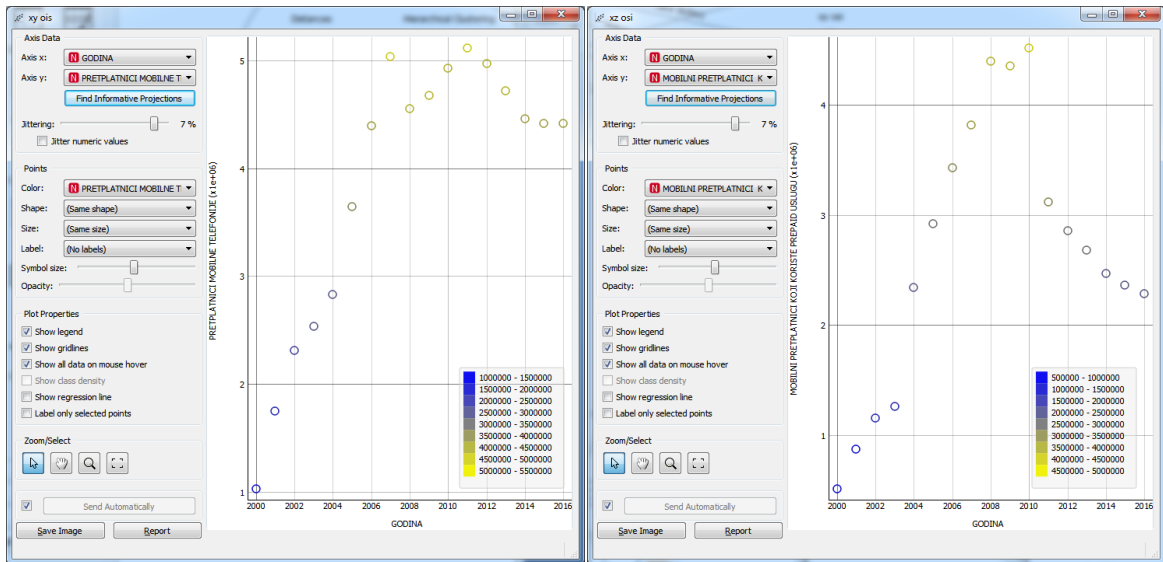 Distances
Hierarchical Clustering
xy ois
Axis Data
Axis x: N GODINA
Axis y: N PRETPLATNICI MOBILNE TE
Find Informative Projections
Jittering: 7 %
Jitter numeric values
Points
Color: N PRETPLATNICI MOBILNE T
Shape: (Same shape)
Size: (Same size)
Label: (No labels)
Symbol size:
Opacity:
Plot Properties
Show legend
Show gridlines
Show all data on mouse hover
Show class density
Show regression line
Label only selected points
Zoom/Select
Send Automatically
Save Image Report
PRETPLATNICI MOBILNE TELEFONIJE (x1e+06)
5
4
3
2
1
2000 2002 2004 2006 2008 2010 2012 2014 2016
GODINA
1000000 - 1500000
1500000 - 2000000
2000000 - 2500000
2500000 - 3000000
3000000 - 3500000
3500000 - 4000000
4000000 - 4500000
4500000 - 5000000
5000000 - 5500000
xz osi
Axis Data
Axis x: N GODINA
Axis y: N MOBILNI PRETPLATNICI K
Find Informative Projections
Jittering: 7 %
Jitter numeric values
Points
Color: N MOBILNI PRETPLATNICI K
Shape: (Same shape)
Size: (Same size)
Label: (No labels)
Symbol size:
Opacity:
Plot Properties
Show legend
Show gridlines
Show all data on mouse hover
Show class density
Show regression line
Label only selected points
Zoom/Select
Send Automatically
Save Image Report
MOBILNI PRETPLATNICI KOJI KORISTE PREPAID USLUGU (x1e+06)
4
3
2
1
2000 2002 2004 2006 2008 2010 2012 2014 2016
GODINA
500000 - 1000000
1000000 - 1500000
1500000 - 2000000
2000000 - 2500000
2500000 - 3000000
3000000 - 3500000
3500000 - 4000000
4000000 - 4500000
4500000 - 5000000